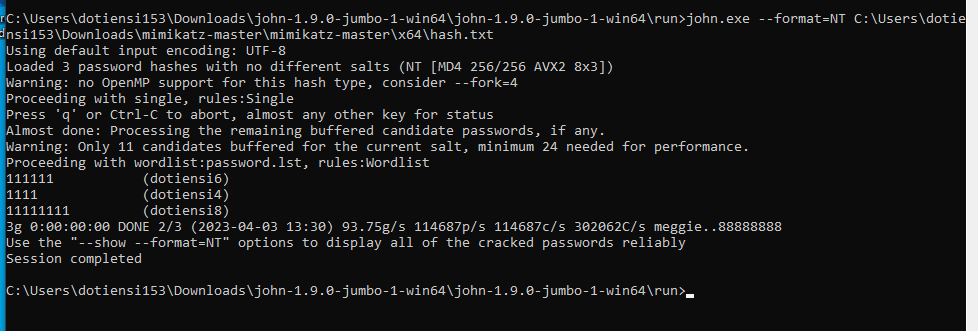 C:\Users\dotiensi153\Downloads\john-1.9.0-jumbo-1-win64\john-1.9.0-jumbo-1-win64\run>john.exe --format=NT C:\Users\dotie
nsi153\Downloads\mimikatz-master\mimikatz-master\x64\hash.txt
Using default input encoding: UTF-8
Loaded 3 password hashes with no different salts (NT [MD4 256/256 AVX2 8x3])
Warning: no OpenMP support for this hash type, consider --fork=4
Proceeding with single, rules:Single
Press 'q' or Ctrl-C to abort, almost any other key for status
Almost done: Processing the remaining buffered candidate passwords, if any.
Warning: Only 11 candidates buffered for the current salt, minimum 24 needed for performance.
Proceeding with wordlist:password.lst, rules:Wordlist
111111           (dotiensi6)
1111             (dotiensi4)
11111111         (dotiensi8)
3g 0:00:00:00 DONE 2/3 (2023-04-03 13:30) 93.75g/s 114687p/s 114687c/s 302062C/s meggie..88888888
Use the "--show --format=NT" options to display all of the cracked passwords reliably
Session completed
C:\Users\dotiensi153\Downloads\john-1.9.0-jumbo-1-win64\john-1.9.0-jumbo-1-win64\run>